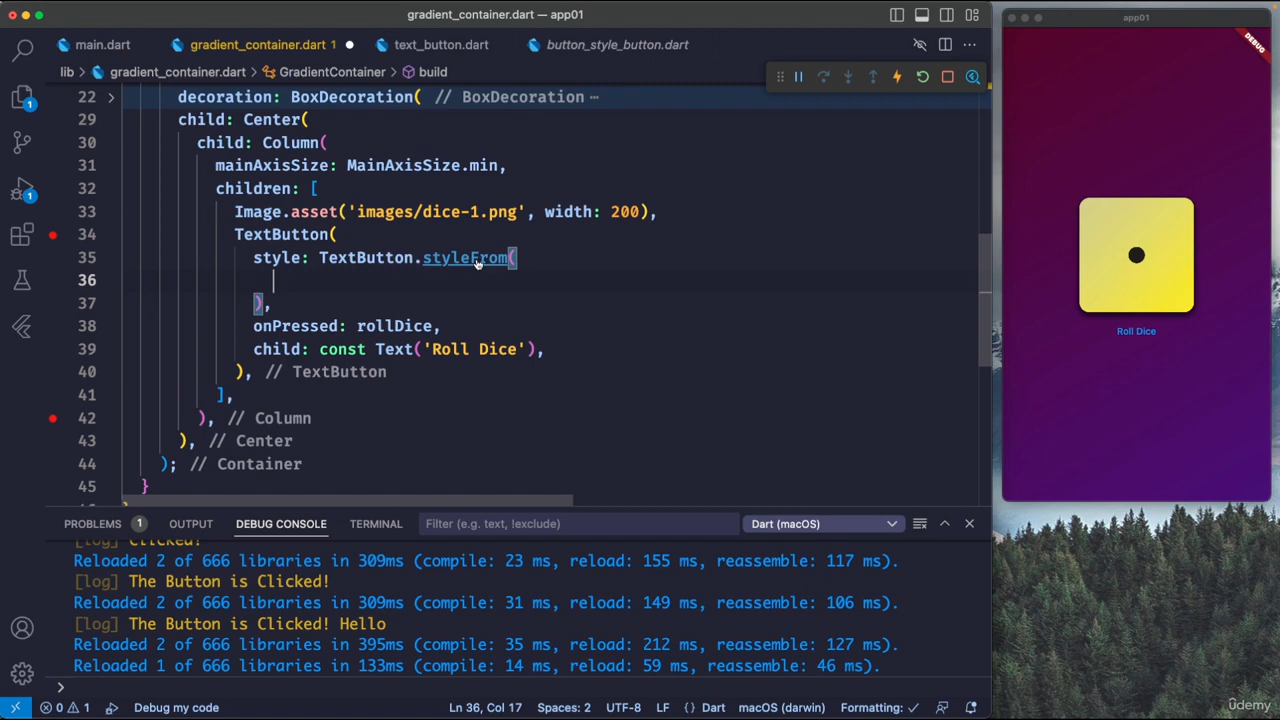 gradient_container.dart — app01
app01
main.dart
gradient_container.dart 1
text_button.dart
button_style_button.dart
lib > gradient_container.dart > GradientContainer > build
DEBUG
22 decoration: BoxDecoration( // BoxDecoration ⋯
29 child: Center(
30 child: Column(
31 mainAxisSize: MainAxisSize.min,
32 children: [
33 Image.asset('images/dice-1.png', width: 200),
34 TextButton(
35 style: TextButton.styleFrom(
36
37 ),
38 onPressed: rollDice,
39 child: const Text('Roll Dice'),
40 ), // TextButton
41 ],
42 ), // Column
43 ), // Center
44 ); // Container
45 }
1
1
Roll Dice
PROBLEMS 1 OUTPUT DEBUG CONSOLE TERMINAL Filter (e.g. text, !exclude) Dart (macOS)
[log] Clicked!
Reloaded 2 of 666 libraries in 309ms (compile: 23 ms, reload: 155 ms, reassemble: 117 ms).
[log] The Button is Clicked!
Reloaded 2 of 666 libraries in 309ms (compile: 31 ms, reload: 149 ms, reassemble: 106 ms).
[log] The Button is Clicked! Hello
Reloaded 2 of 666 libraries in 395ms (compile: 35 ms, reload: 212 ms, reassemble: 127 ms).
Reloaded 1 of 666 libraries in 133ms (compile: 14 ms, reload: 59 ms, reassemble: 46 ms).
>
0 1 Debug my code Ln 36, Col 17 Spaces: 2 UTF-8 LF {} Dart macOS (darwin) Formatting: ✓
ûdemy